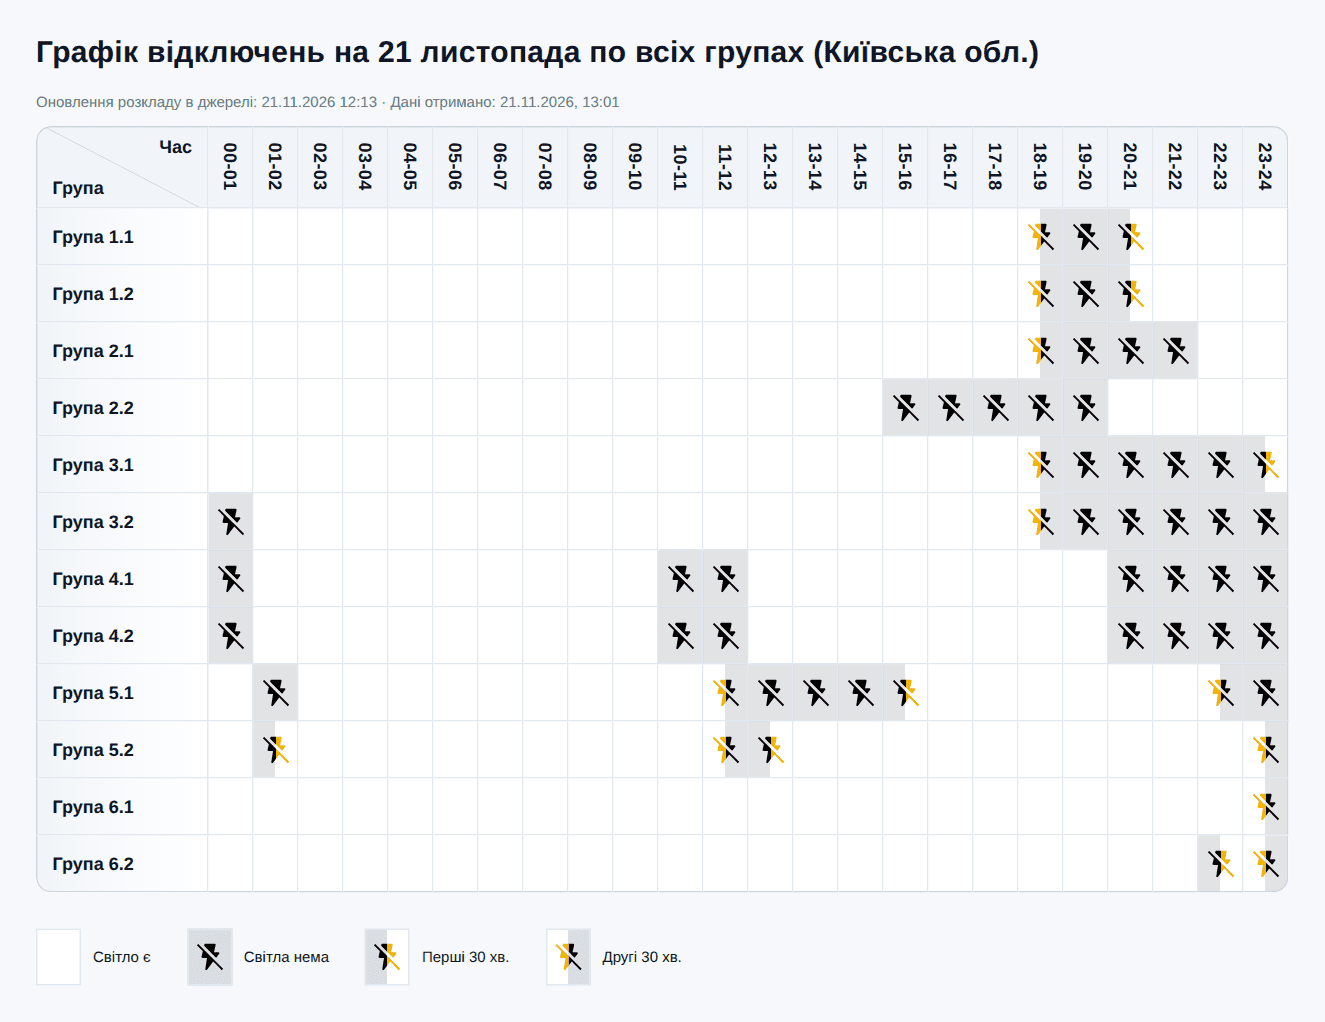 Графік відключень на 21 листопада по всіх групах (Київська обл.)
Оновлення розкладу в джерелі: 21.11.2026 12:13 · Дані отримано: 21.11.2026, 13:01
Час
Група
00-01 01-02 02-03 03-04 04-05 05-06 06-07 07-08 08-09 09-10 10-11 11-12 12-13 13-14 14-15 15-16 16-17 17-18 18-19 19-20 20-21 21-22 22-23 23-24
Група 1.1
Група 1.2
Група 2.1
Група 2.2
Група 3.1
Група 3.2
Група 4.1
Група 4.2
Група 5.1
Група 5.2
Група 6.1
Група 6.2
Світло є Світла нема Перші 30 хв. Другі 30 хв.